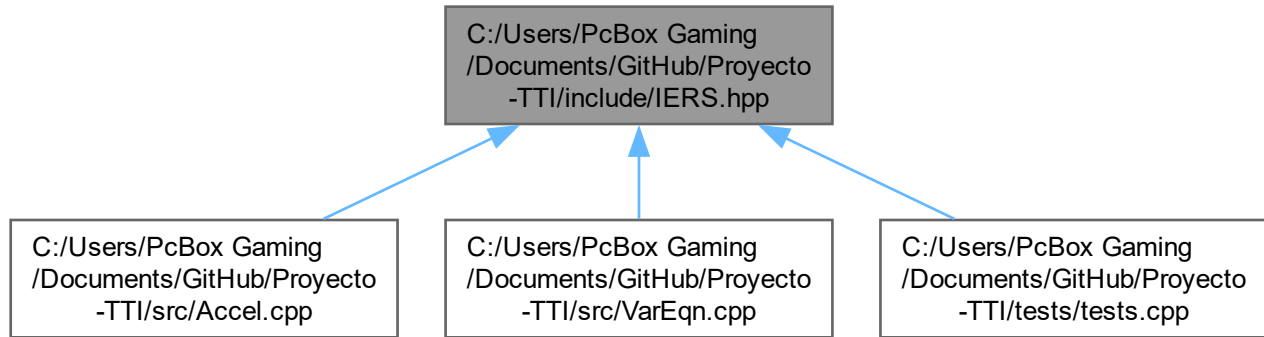 C:/Users/PcBox Gaming
/Documents/GitHub/Proyecto
-TTI/include/IERS.hpp
C:/Users/PcBox Gaming
/Documents/GitHub/Proyecto
-TTI/src/Accel.cpp
C:/Users/PcBox Gaming
/Documents/GitHub/Proyecto
-TTI/src/VarEqn.cpp
C:/Users/PcBox Gaming
/Documents/GitHub/Proyecto
-TTI/tests/tests.cpp